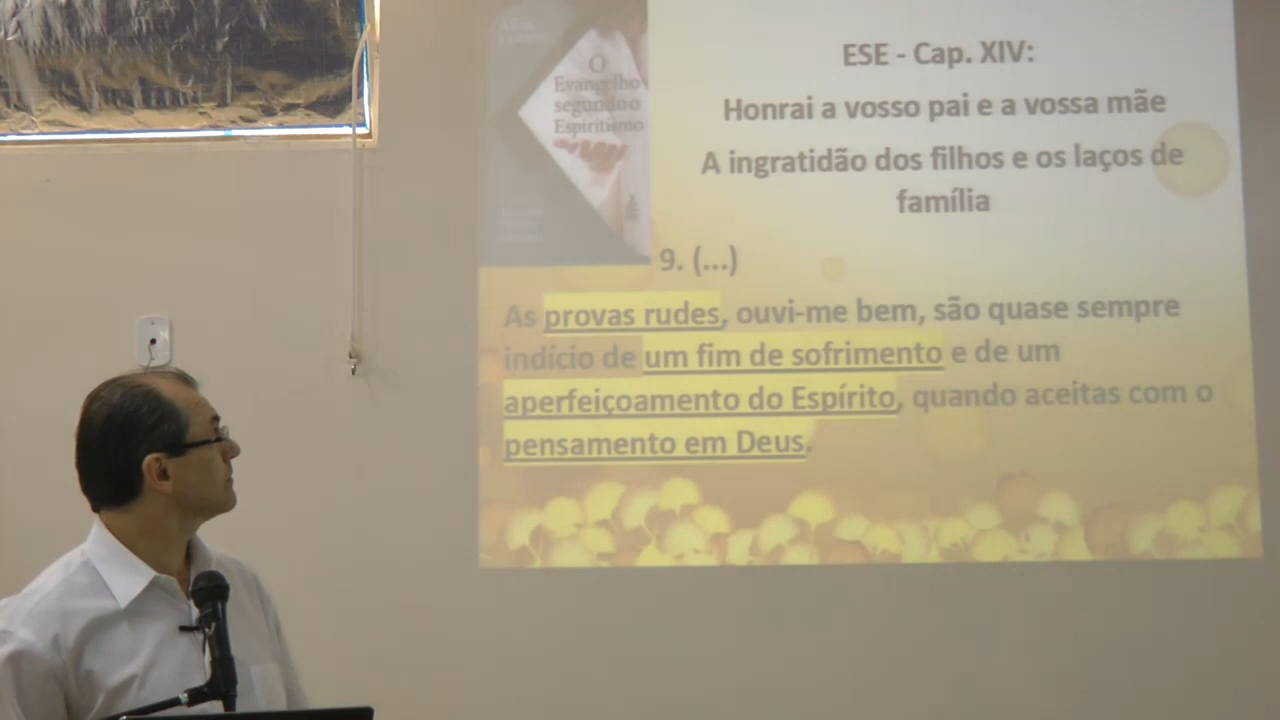 O
Evangelho
segundo o
Espiritismo
ESE - Cap. XIV:
Honrai a vosso pai e a vossa mãe
A ingratidão dos filhos e os laços de
família
9. (...)
As provas rudes, ouvi-me bem, são quase sempre
indício de um fim de sofrimento e de um
aperfeiçoamento do Espírito, quando aceitas com o
pensamento em Deus.